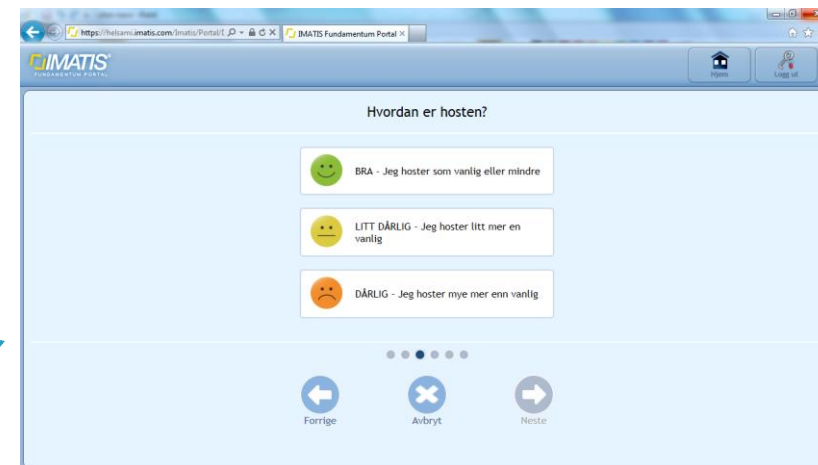 https://helsami.imatis.com/Imatis/Portal/
IMATIS Fundamentum Portal
IMATIS
FUNDAMENTUM PORTAL
Hjem
Logg ut
Hvordan er hosten?
BRA - Jeg hoster som vanlig eller mindre
LITT DÅRLIG - Jeg hoster litt mer en
vanlig
DÅRLIG - Jeg hoster mye mer enn vanlig
Forrige
Avbryt
Neste